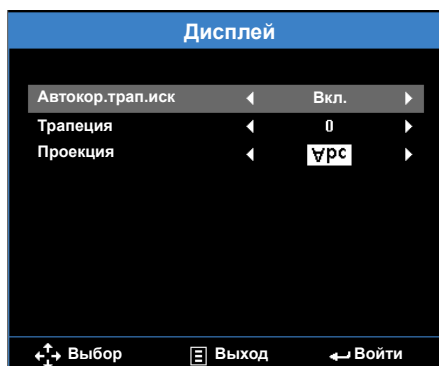 Дисплей
Автокор.трап.иск Вкл.
Трапеция 0
Проекция Abc
Выбор Выход Войти